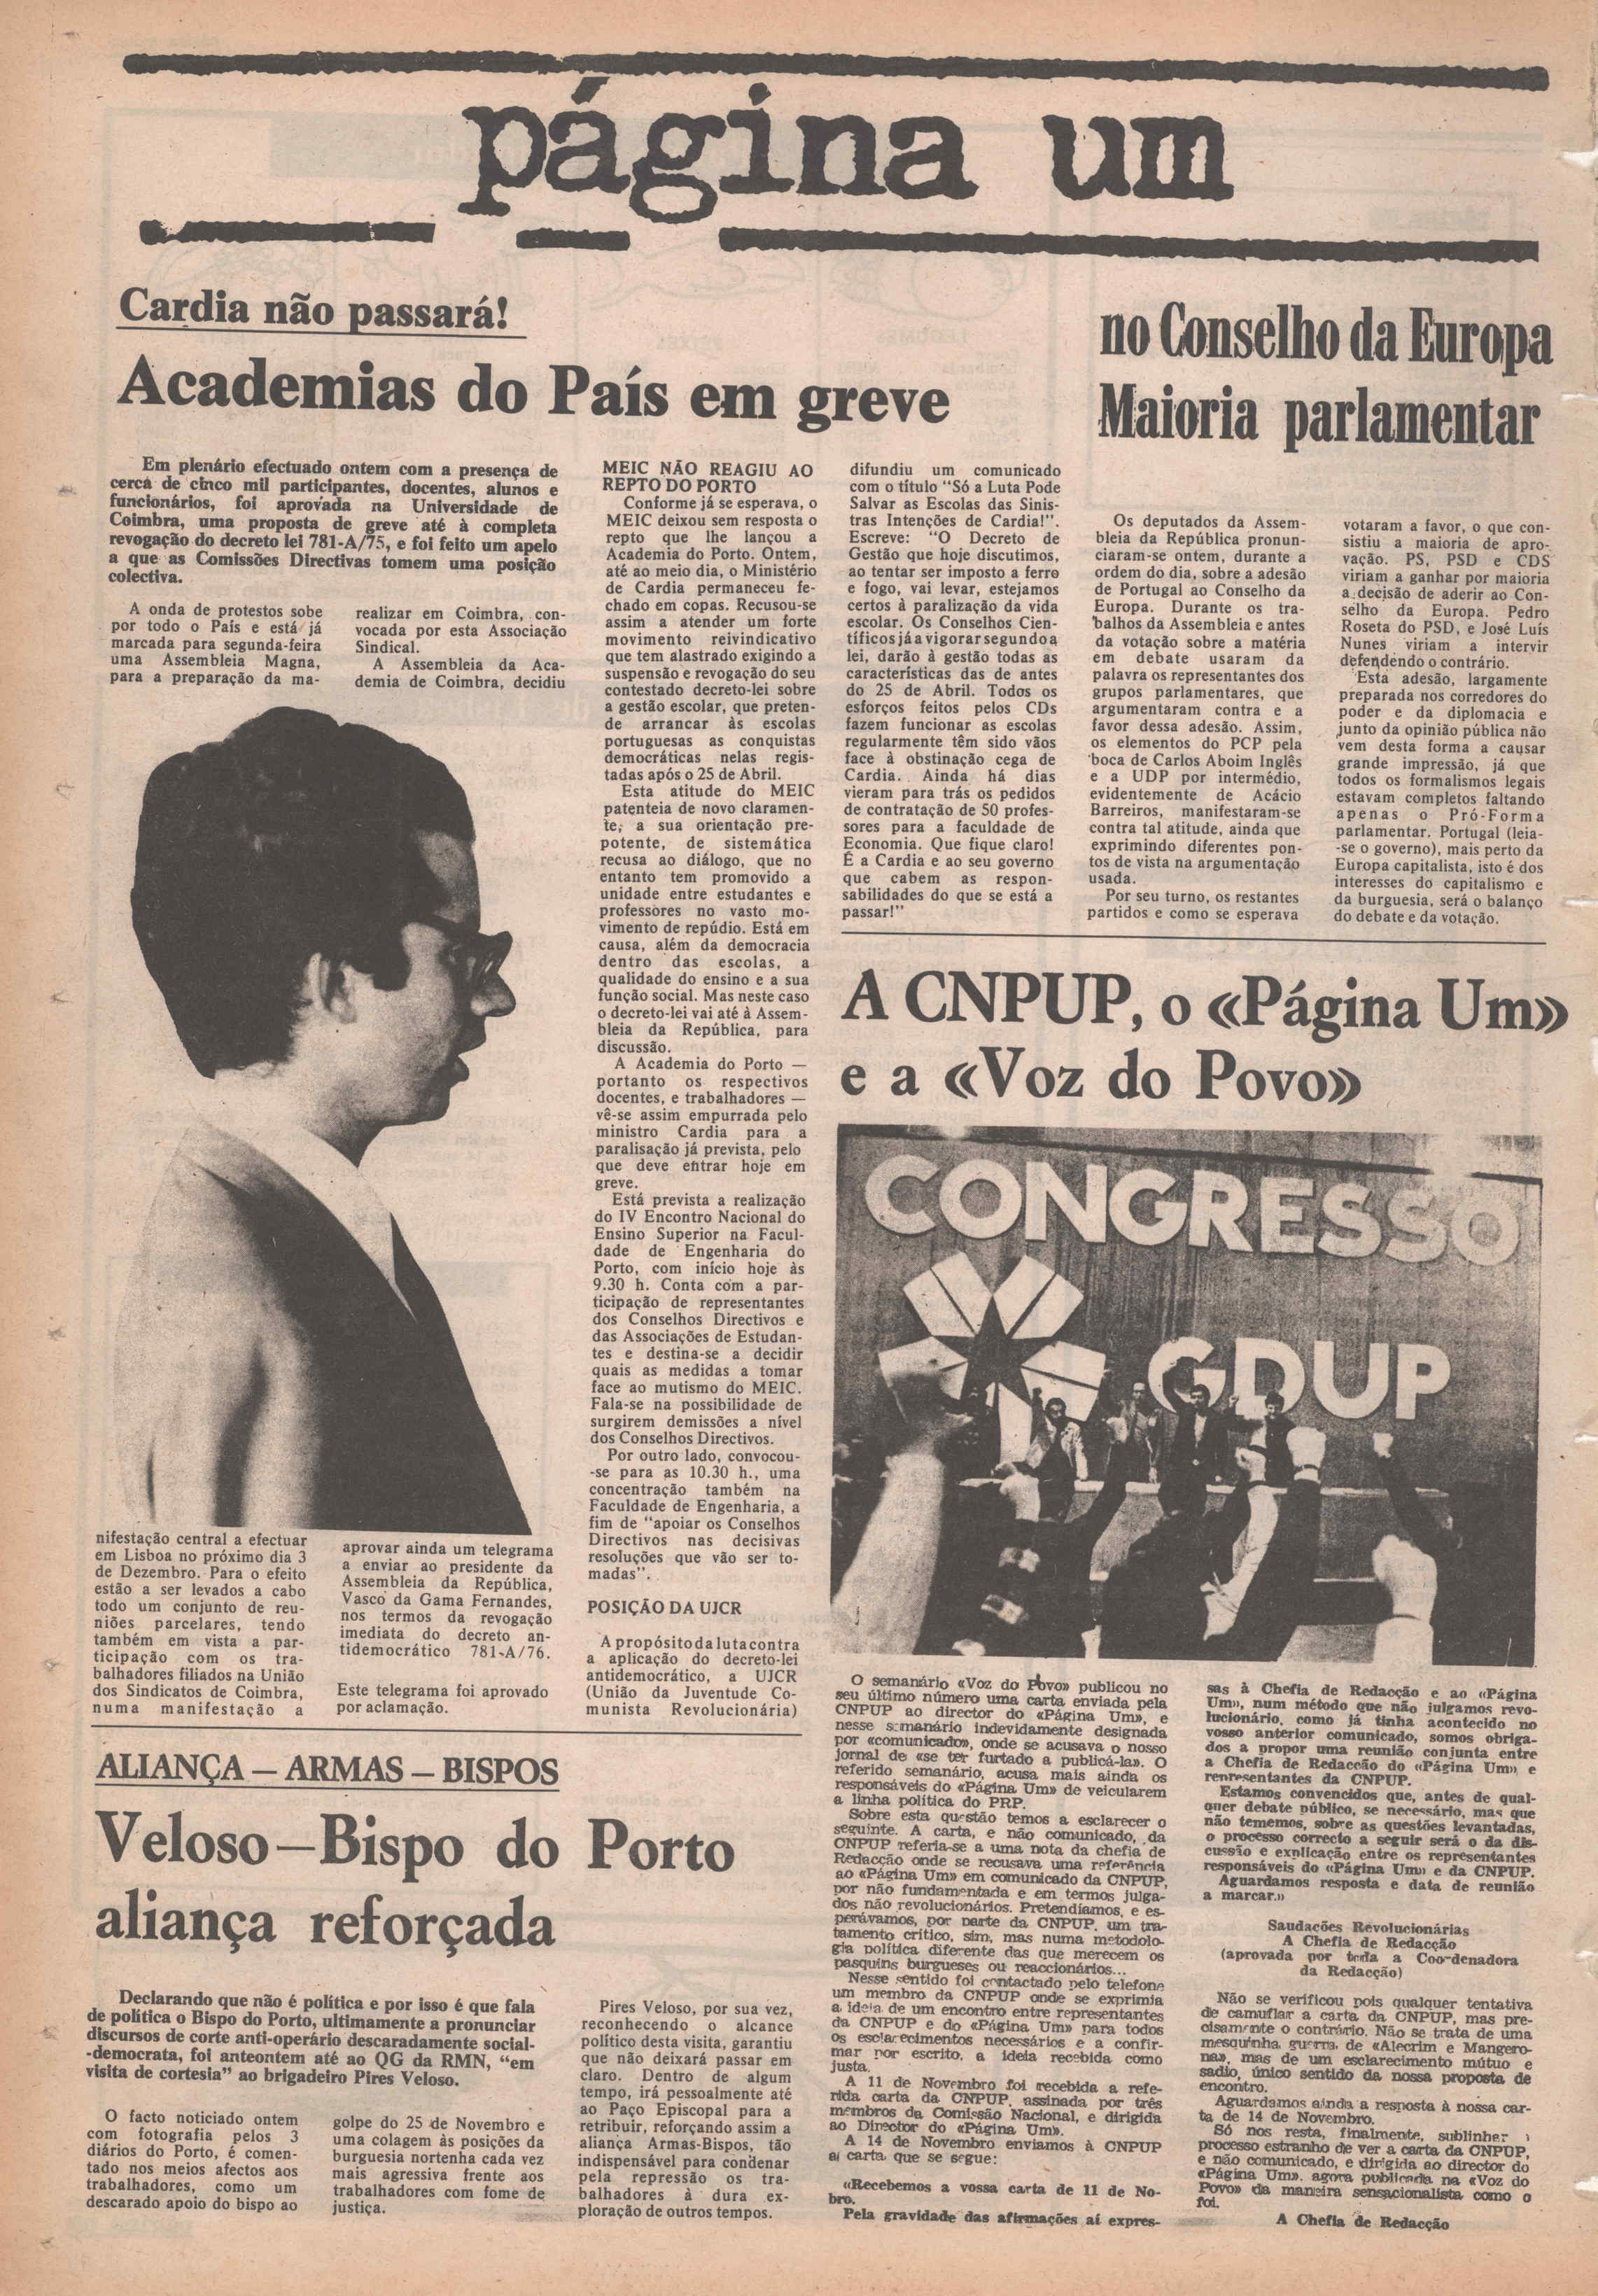 página um
Cardia não passará!
Academias do País em greve
Em plenário efectuado ontem com a presença de
cerca de cinco mil participantes, docentes, alunos e
funcionários, foi aprovada na Universidade de
Coimbra, uma proposta de greve até à completa
revogação do decreto lei 781-A/75, e foi feito um apelo
a que as Comissões Directivas tomem uma posição
colectiva.
A onda de protestos sobe
por todo o País e está já
marcada para segunda-feira
uma Assembleia Magna,
para a preparação da ma-
nifestação central a efectuar
em Lisboa no próximo dia 3
de Dezembro. Para o efeito
estão a ser levados a cabo
todo um conjunto de reu-
niões parcelares, tendo
também em vista a par-
ticipação com os tra-
balhadores filiados na União
dos Sindicatos de Coimbra,
numa manifestação a
realizar em Coimbra, con-
vocada por esta Associação
Sindical.
A Assembleia da Aca-
demia de Coimbra, decidiu
aprovar ainda um telegrama
a enviar ao presidente da
Assembleia da República,
Vasco da Gama Fernandes,
nos termos da revogação
imediata do decreto an-
tidemocrático 781-A/76.
Este telegrama foi aprovado
por aclamação.
MEIC NÃO REAGIU AO
REPTO DO PORTO
Conforme já se esperava, o
MEIC deixou sem resposta o
repto que lhe lançou a
Academia do Porto. Ontem,
até ao meio dia, o Ministério
de Cardia permaneceu fe-
chado em copas. Recusou-se
assim a atender um forte
movimento reivindicativo
que tem alastrado exigindo a
suspensão e revogação do seu
contestado decreto-lei sobre
a gestão escolar, que preten-
de arrancar às escolas
portuguesas as conquistas
democráticas nelas regis-
tadas após o 25 de Abril.
Esta atitude do MEIC
patenteia de novo claramen-
te, a sua orientação pre-
potente, de sistemática
recusa ao diálogo, que no
entanto tem promovido a
unidade entre estudantes e
professores no vasto mo-
vimento de repúdio. Está em
causa, além da democracia
dentro das escolas, a
qualidade do ensino e a sua
função social. Mas neste caso
o decreto-lei vai até à Assem-
bleia da República, para
discussão.
A Academia do Porto —
portanto os respectivos
docentes, e trabalhadores —
vê-se assim empurrada pelo
ministro Cardia para a
paralisação já prevista, pelo
que deve entrar hoje em
greve.
Está prevista a realização
do IV Encontro Nacional do
Ensino Superior na Facul-
dade de Engenharia do
Porto, com início hoje às
9.30 h. Conta com a par-
ticipação de representantes
dos Conselhos Directivos e
das Associações de Estudan-
tes e destina-se a decidir
quais as medidas a tomar
face ao mutismo do MEIC.
Fala-se na possibilidade de
surgirem demissões a nível
dos Conselhos Directivos.
Por outro lado, convocou-
-se para as 10.30 h., uma
concentração também na
Faculdade de Engenharia, a
fim de "apoiar os Conselhos
Directivos nas decisivas
resoluções que vão ser to-
madas".
POSIÇÃO DA UJCR
A propósito da luta contra
a aplicação do decreto-lei
antidemocrático, a UJCR
(União da Juventude Co-
munista Revolucionária)
difundiu um comunicado
com o título "Só a Luta Pode
Salvar as Escolas das Sinis-
tras Intenções de Cardia!".
Escreve: "O Decreto de
Gestão que hoje discutimos,
ao tentar ser imposto a ferro
e fogo, vai levar, estejamos
certos à paralização da vida
escolar. Os Conselhos Cien-
tíficos já a vigorar segundo a
lei, darão à gestão todas as
características das de antes
do 25 de Abril. Todos os
esforços feitos pelos CDs
fazem funcionar as escolas
regularmente têm sido vãos
face à obstinação cega de
Cardia. Ainda há dias
vieram para trás os pedidos
de contratação de 50 profes-
sores para a faculdade de
Economia. Que fique claro!
É a Cardia e ao seu governo
que cabem as respon-
sabilidades do que se está a
passar!"
no Conselho da Europa
Maioria parlamentar
Os deputados da Assem-
bleia da República pronun-
ciaram-se ontem, durante a
ordem do dia, sobre a adesão
de Portugal ao Conselho da
Europa. Durante os tra-
balhos da Assembleia e antes
da votação sobre a matéria
em debate usaram da
palavra os representantes dos
grupos parlamentares, que
argumentaram contra e a
favor dessa adesão. Assim,
os elementos do PCP pela
boca de Carlos Aboim Inglês
e a UDP por intermédio,
evidentemente de Acácio
Barreiros, manifestaram-se
contra tal atitude, ainda que
exprimindo diferentes pon-
tos de vista na argumentação
usada.
Por seu turno, os restantes
partidos e como se esperava
votaram a favor, o que con-
sistiu a maioria de apro-
vação. PS, PSD e CDS
viriam a ganhar por maioria
a decisão de aderir ao Con-
selho da Europa. Pedro
Roseta do PSD, e José Luís
Nunes viriam a intervir
defendendo o contrário.
Esta adesão, largamente
preparada nos corredores do
poder e da diplomacia e
junto da opinião pública não
vem desta forma a causar
grande impressão, já que
todos os formalismos legais
estavam completos faltando
apenas o Pró-Forma
parlamentar. Portugal (leia-
-se o governo), mais perto da
Europa capitalista, isto é dos
interesses do capitalismo e
da burguesia, será o balanço
do debate e da votação.
A CNPUP, o «Página Um»
e a «Voz do Povo»
CONGRESSO
GDUP
O semanário «Voz do Povo» publicou no
seu último número uma carta enviada pela
CNPUP ao director do «Página Um», e
nesse semanário indevidamente designada
por «comunicado», onde se acusava o nosso
jornal de «se ter furtado a publicá-la». O
referido semanário, acusa mais ainda os
responsáveis do «Página Um» de veicularem
a linha política do PRP.
Sobre esta questão temos a esclarecer o
seguinte. A carta, e não comunicado, da
CNPUP referia-se a uma nota da chefia de
Redacção onde se recusava uma referência
ao «Página Um» em comunicado da CNPUP,
por não fundamentada e em termos julga-
dos não revolucionários. Pretendíamos, e es-
perávamos, por parte da CNPUP, um tra-
tamento crítico, sim, mas numa metodolo-
gia política diferente das que merecem os
pasquins burgueses ou reaccionários...
Nesse sentido foi contactado pelo telefone
um membro da CNPUP onde se exprimia
a ideia de um encontro entre representantes
da CNPUP e do «Página Um» para todos
os esclarecimentos necessários e a confir-
mar por escrito, a ideia recebida como
justa.
A 11 de Novembro foi recebida a refe-
rida carta da CNPUP, assinada por três
membros da Comissão Nacional, e dirigida
ao Director do «Página Um».
A 14 de Novembro enviamos à CNPUP
a carta que se segue:
«Recebemos a vossa carta de 11 de No-
bro.
Pela gravidade das afirmações aí expres-
sas à Chefia de Redacção e ao «Página
Um», num método que não julgamos revo-
lucionário, como já tinha acontecido no
vosso anterior comunicado, somos obriga-
dos a propor uma reunião conjunta entre
a Chefia de Redacção do «Página Um» e
representantes da CNPUP.
Estamos convencidos que, antes de qual-
quer debate público, se necessário, mas que
não tememos, sobre as questões levantadas,
o processo correcto a seguir será o da dis-
cussão e explicação entre os representantes
responsáveis do «Página Um» e da CNPUP.
Aguardamos resposta e data de reunião
a marcar.»
Saudações Revolucionárias
A Chefia de Redacção
(aprovada por toda a Coordenadora
da Redacção)
Não se verificou pois qualquer tentativa
de camuflar a carta da CNPUP, mas pre-
cisamente o contrário. Não se trata de uma
mesquinha guerra de «Alecrim e Mangero-
na», mas de um esclarecimento mútuo e
sadio, único sentido da nossa proposta de
encontro.
Aguardamos ainda a resposta à nossa car-
ta de 14 de Novembro.
Só nos resta, finalmente, sublinhar
processo estranho de ver a carta da CNPUP,
e não comunicado, e dirigida ao director do
«Página Um», agora publicada na «Voz do
Povo» da maneira sensacionalista como o
foi.
A Chefia de Redacção
ALIANÇA — ARMAS — BISPOS
Veloso — Bispo do Porto
aliança reforçada
Declarando que não é política e por isso é que fala
de política o Bispo do Porto, ultimamente a pronunciar
discursos de corte anti-operário descaradamente social-
-democrata, foi anteontem até ao QG da RMN, "em
visita de cortesia" ao brigadeiro Pires Veloso.
O facto noticiado ontem
com fotografia pelos 3
diários do Porto, é comen-
tado nos meios afectos aos
trabalhadores, como um
descarado apoio do bispo ao
golpe do 25 de Novembro e
uma colagem às posições da
burguesia nortenha cada vez
mais agressiva frente aos
trabalhadores com fome de
justiça.
Pires Veloso, por sua vez,
reconhecendo o alcance
político desta visita, garantiu
que não deixará passar em
claro. Dentro de algum
tempo, irá pessoalmente até
ao Paço Episcopal para a
retribuir, reforçando assim a
aliança Armas-Bispos, tão
indispensável para condenar
pela repressão os tra-
balhadores à dura ex-
ploração de outros tempos.